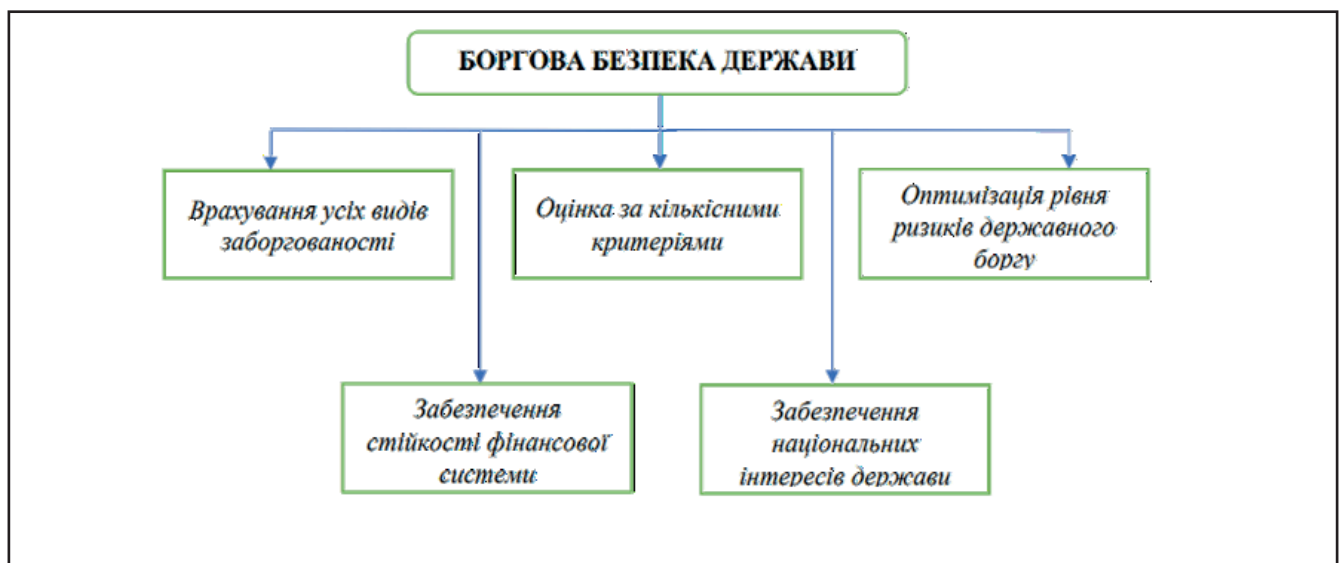 БОРГОВА БЕЗПЕКА ДЕРЖАВИ
Врахування усіх видів
заборгованості
Оцінка за кількісними
критеріями
Оптимізація рівня
ризиків державного
боргу
Забезпечення
стійкості фінансової
системи
Забезпечення
національних
інтересів держави